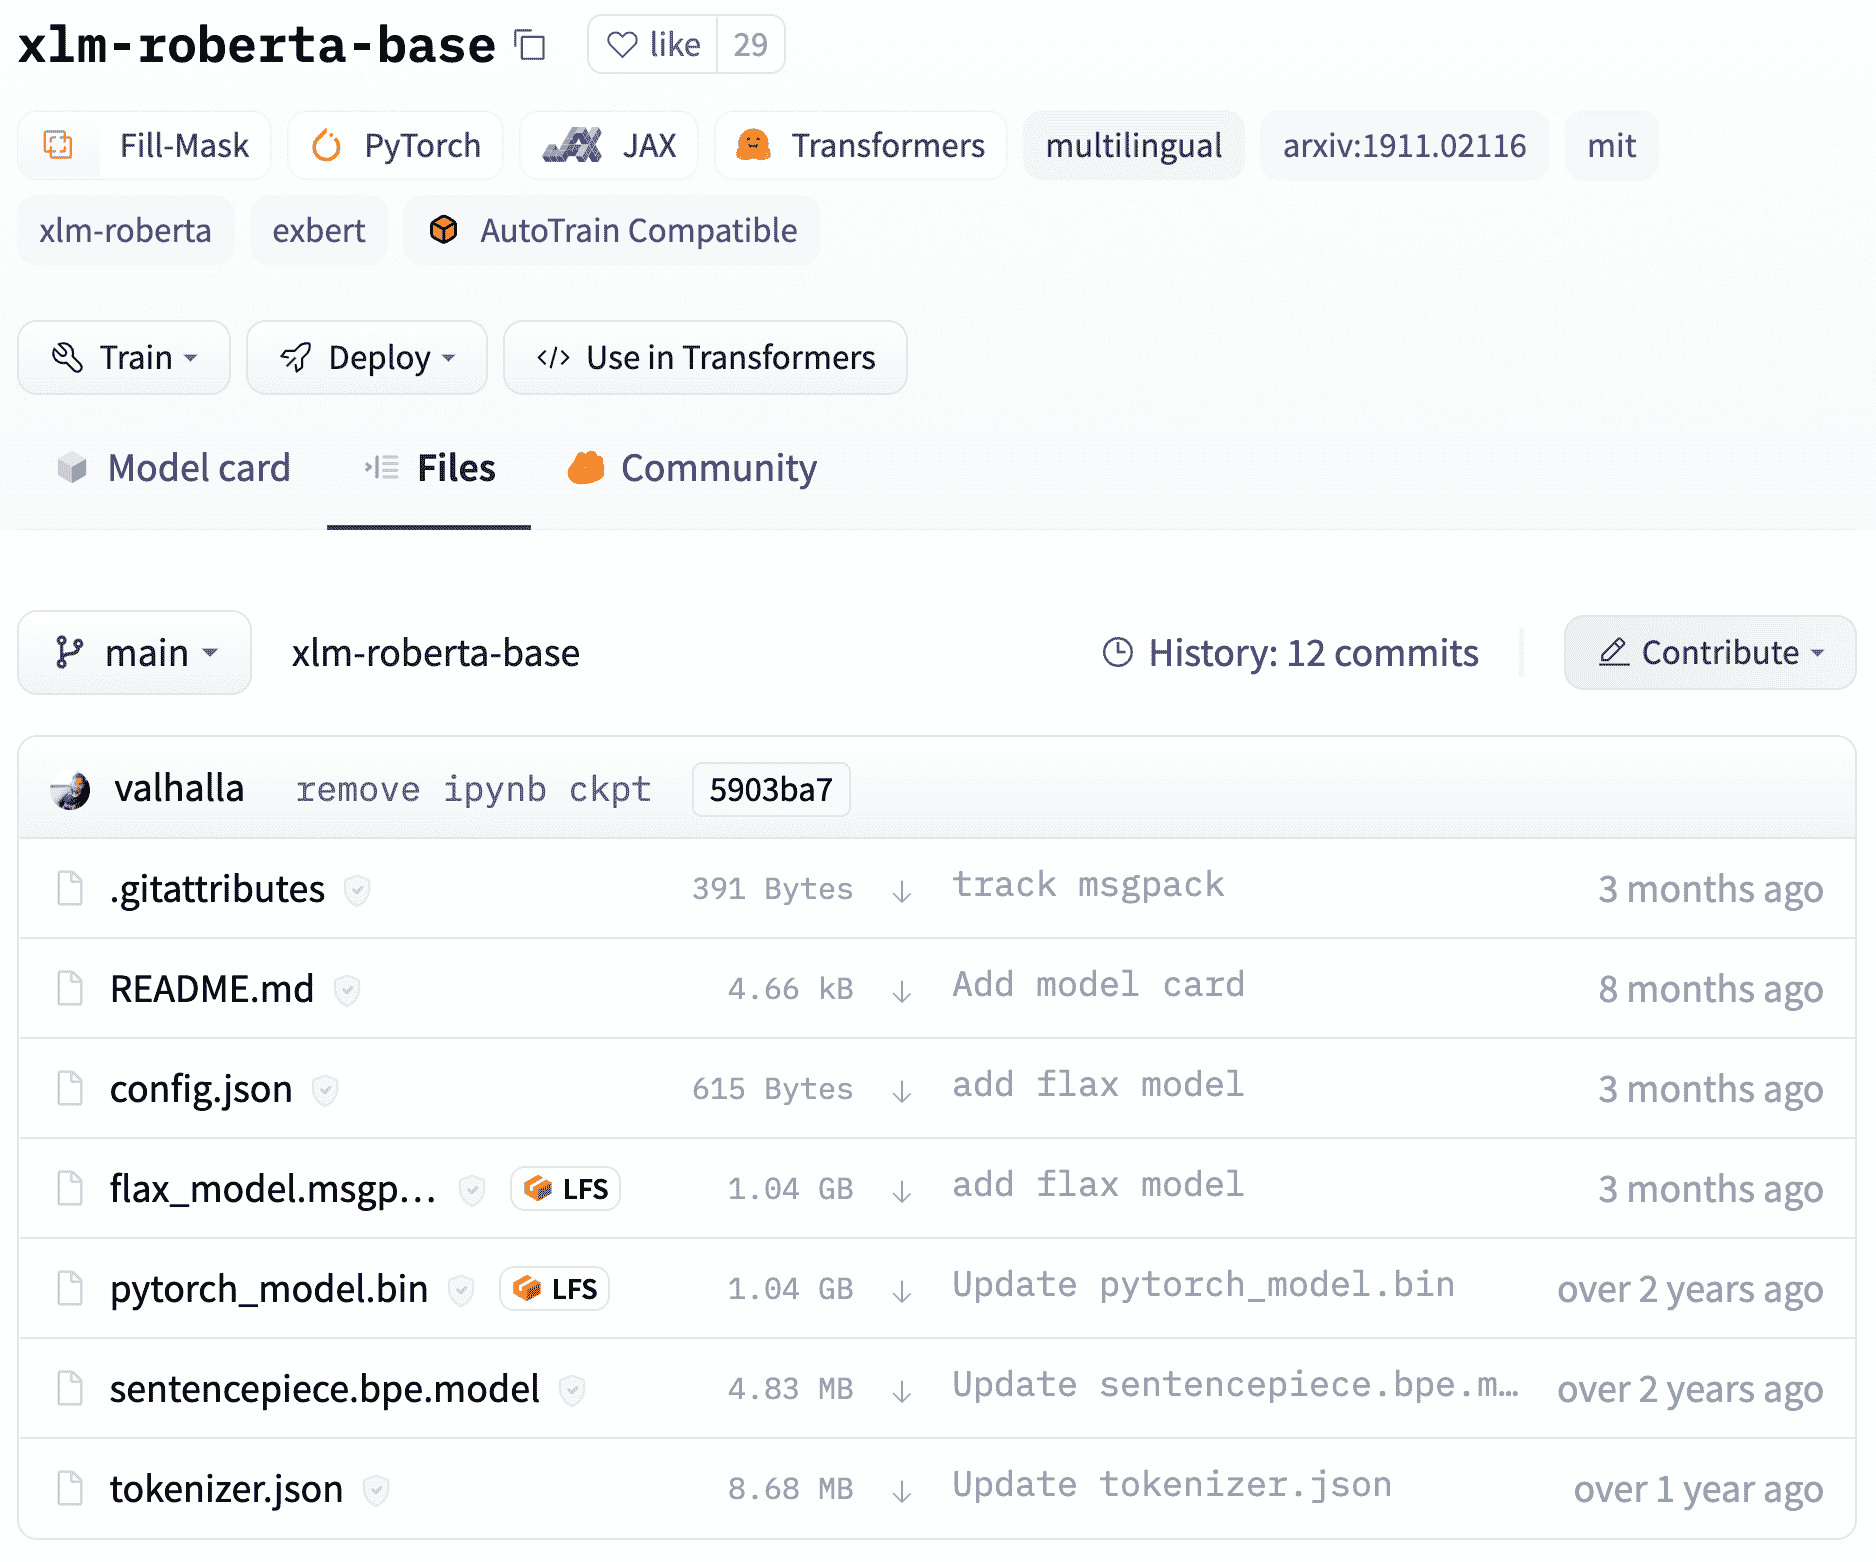 xlm-roberta-base like 29
Fill-Mask PyTorch JAX Transformers multilingual arxiv:1911.02116 mit
xlm-roberta exbert AutoTrain Compatible
Train Deploy </> Use in Transformers
Model card Files Community
main xlm-roberta-base History: 12 commits Contribute
valhalla remove ipynb ckpt 5903ba7
.gitattributes 391 Bytes track msgpack 3 months ago
README.md 4.66 kB Add model card 8 months ago
config.json 615 Bytes add flax model 3 months ago
flax_model.msgp... LFS 1.04 GB add flax model 3 months ago
pytorch_model.bin LFS 1.04 GB Update pytorch_model.bin over 2 years ago
sentencepiece.bpe.model 4.83 MB Update sentencepiece.bpe.m... over 2 years ago
tokenizer.json 8.68 MB Update tokenizer.json over 1 year ago